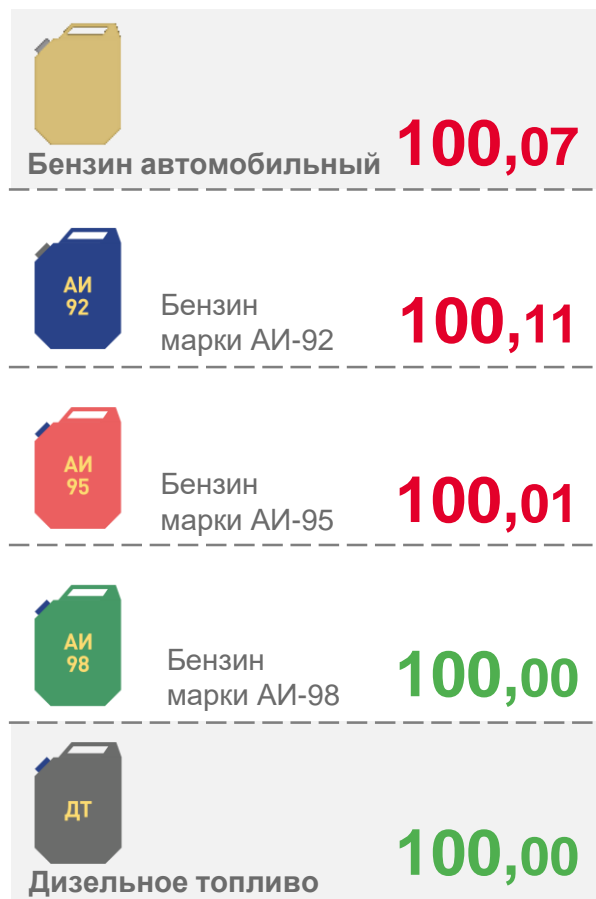 Бензин автомобильный
100,07
АИ
92
Бензин
марки АИ-92
100,11
АИ
95
Бензин
марки АИ-95
100,01
АИ
98
Бензин
марки АИ-98
100,00
ДТ
Дизельное топливо
100,00